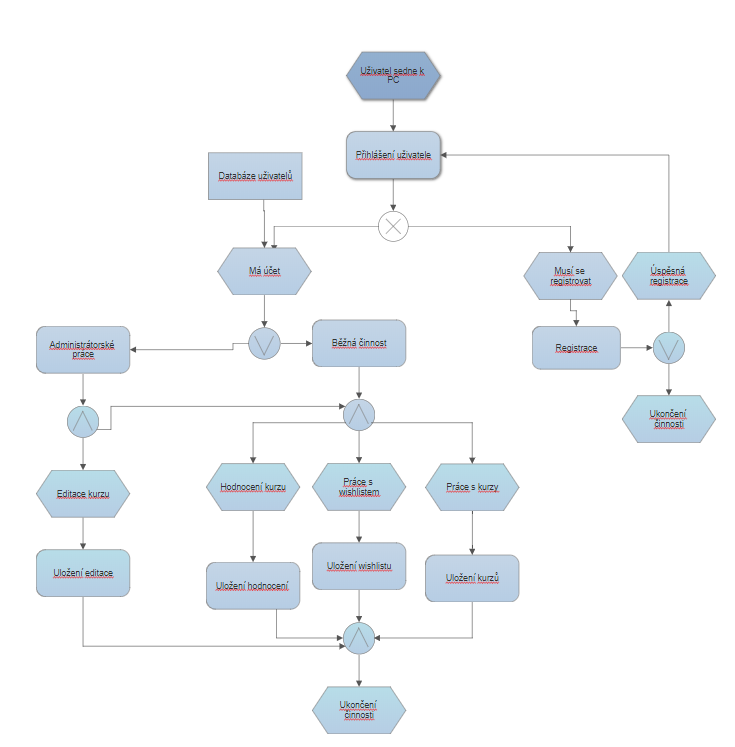 Uživatel sedne k
PC
Přihlášení uživatele
Databáze uživatelů
Má účet
Musí se
registrovat
Úspěsná
registrace
Administrátorské
práce
Běžná činnost
Registrace
Ukončení
činnosti
Editace kurzu
Hodnocení kurzu
Práce s
wishlistem
Práce s kurzy
Uložení editace
Uložení hodnocení
Uložení wishlistu
Uložení kurzů
Ukončení
činnosti